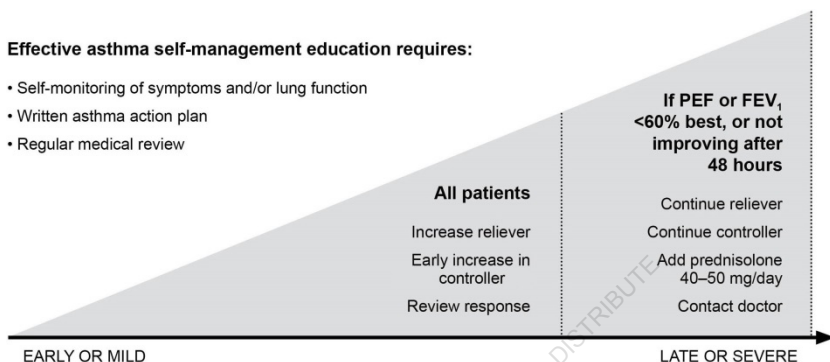 Effective asthma self-management education requires:
• Self-monitoring of symptoms and/or lung function
• Written asthma action plan
• Regular medical review
All patients
Increase reliever
Early increase in
controller
Review response
If PEF or FEV₁
<60% best, or not
improving after
48 hours
Continue reliever
Continue controller
Add prednisolone
40–50 mg/day
Contact doctor
DISTRIBUTE
EARLY OR MILD
LATE OR SEVERE